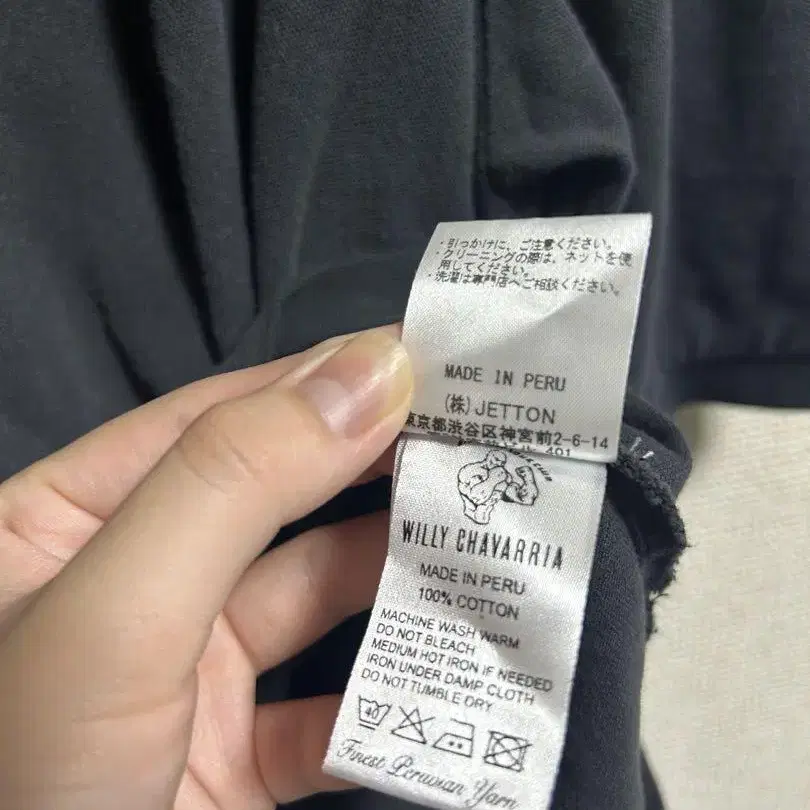 ・引っかけに、ご注意ください。
・クリーニングの際は、ネットを使
用してください。
・洗濯は専門店へご相談ください。
MADE IN PERU
(株)JETTON
東京都渋谷区神宮前2-6-14
401
WILLY CHAVARRIA
MADE IN PERU
100% COTTON
MACHINE WASH WARM
DO NOT BLEACH
MEDIUM HOT IRON IF NEEDED
IRON UNDER DAMP CLOTH
DO NOT TUMBLE DRY
40
Finest Peruvian Yarn